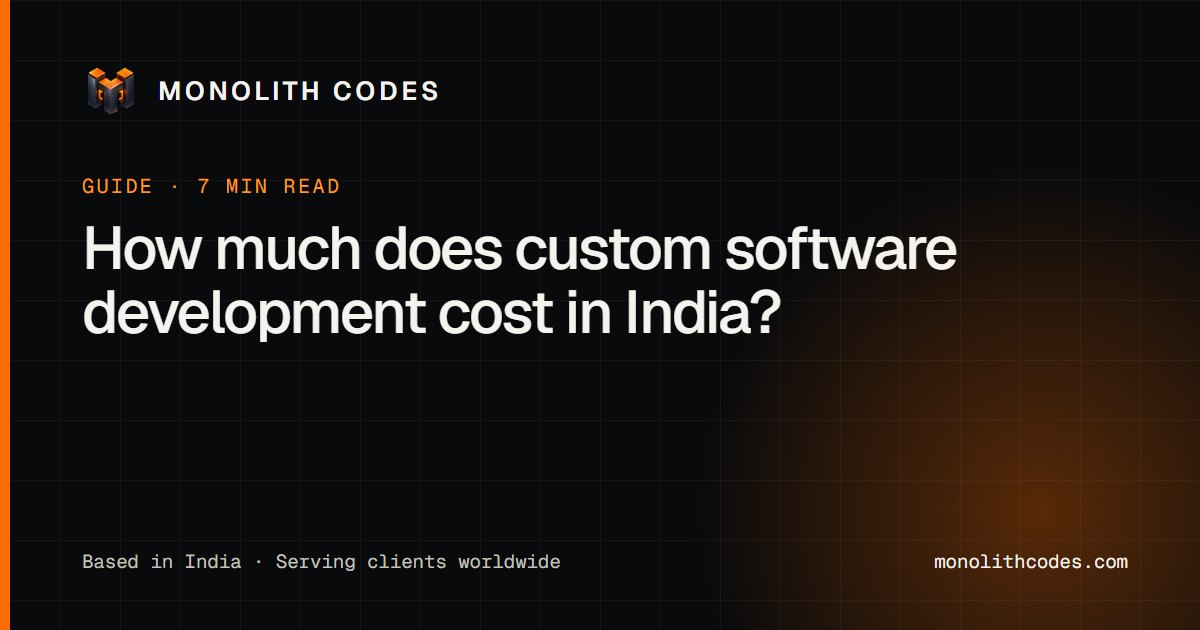 MONOLITH CODES
GUIDE · 7 MIN READ
How much does custom software
development cost in India?
Based in India · Serving clients worldwide
monolithcodes.com